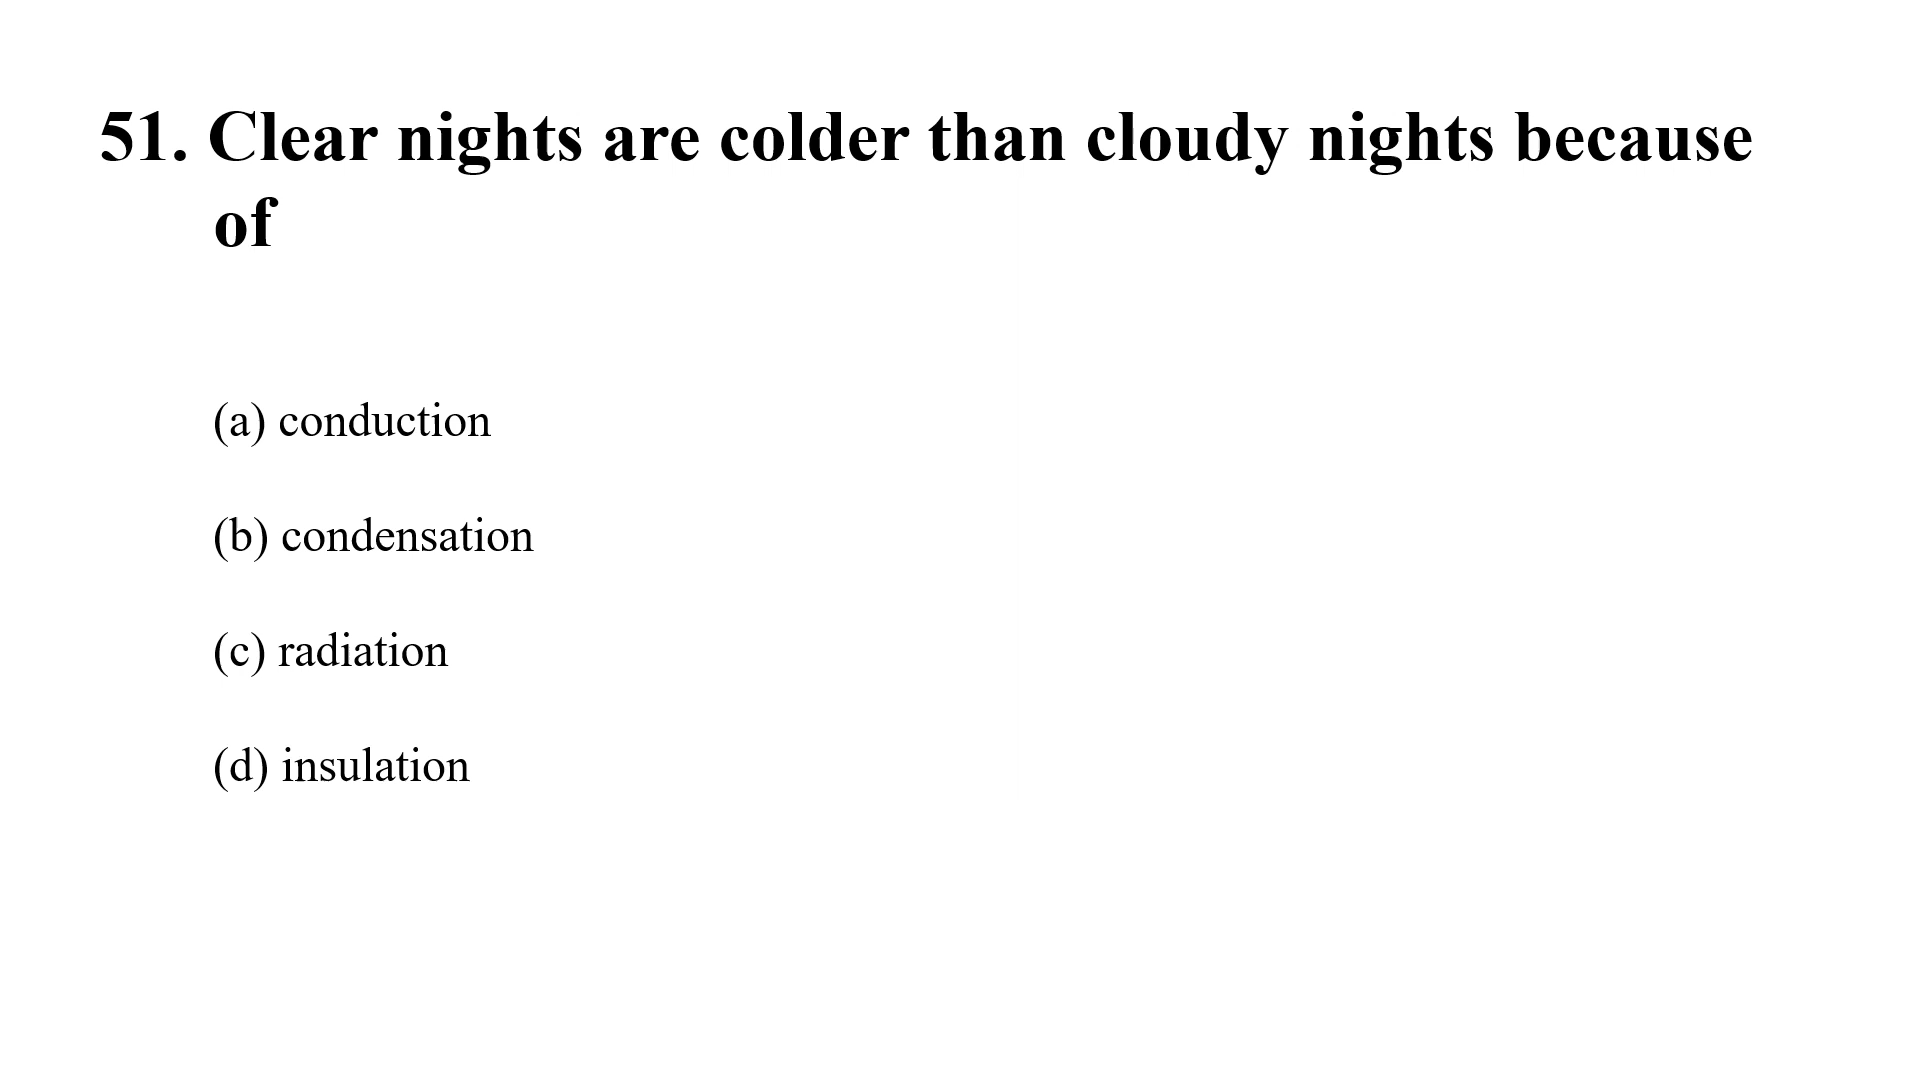 51. Clear nights are colder than cloudy nights because
of
(a) conduction
(b) condensation
(c) radiation
(d) insulation